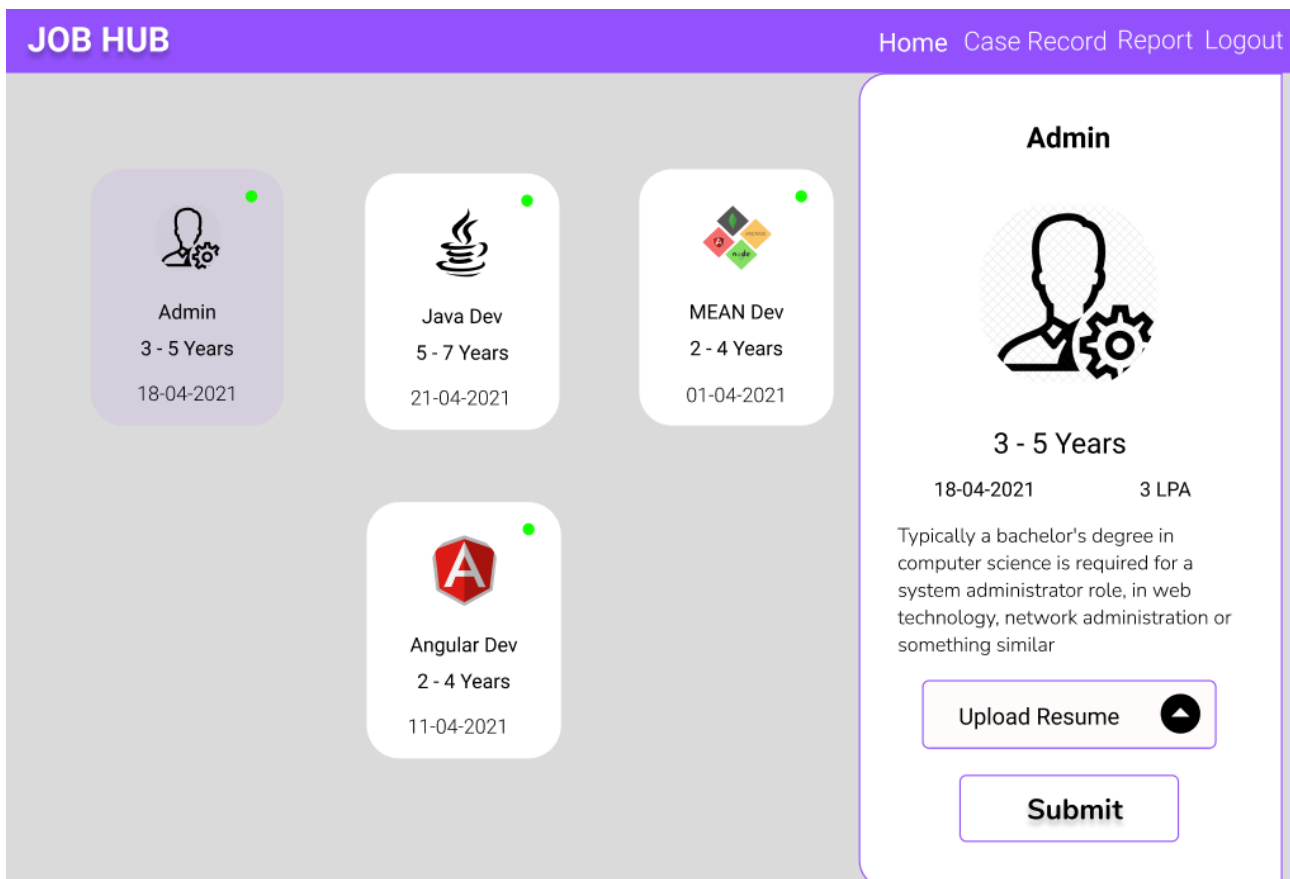 JOB HUB
Home Case Record Report Logout
Admin
3 - 5 Years
18-04-2021
Java Dev
5 - 7 Years
21-04-2021
node
MEAN Dev
2 - 4 Years
01-04-2021
A
Angular Dev
2 - 4 Years
11-04-2021
Admin
3 - 5 Years
18-04-2021 3 LPA
Typically a bachelor's degree in
computer science is required for a
system administrator role, in web
technology, network administration or
something similar
Upload Resume
Submit